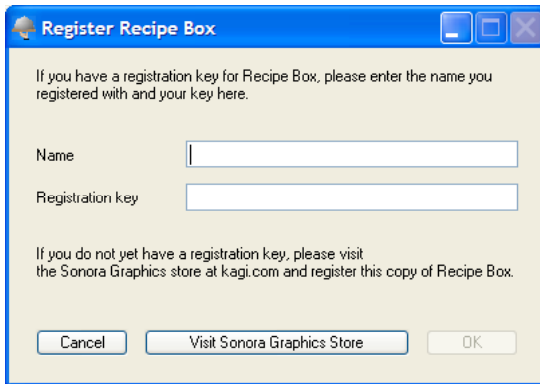 Register Recipe Box
If you have a registration key for Recipe Box, please enter the name you
registered with and your key here.
Name
Registration key
If you do not yet have a registration key, please visit
the Sonora Graphics store at kagi.com and register this copy of Recipe Box.
Cancel
Visit Sonora Graphics Store
OK